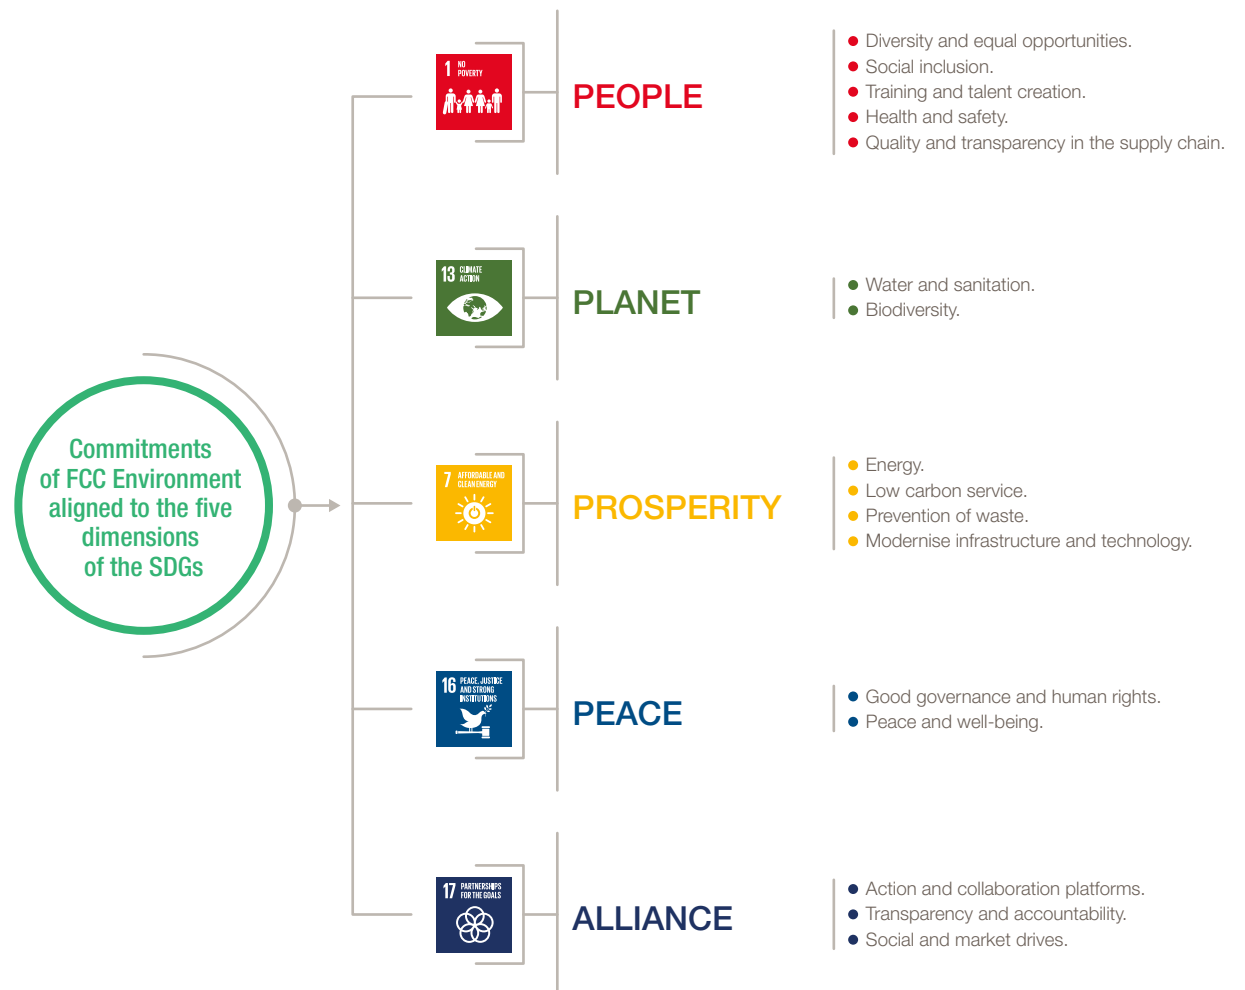 Commitments
of FCC Environment
aligned to the five
dimensions
of the SDGs
1 NO
POVERTY
PEOPLE
Diversity and equal opportunities.
Social inclusion.
Training and talent creation.
Health and safety.
Quality and transparency in the supply chain.
13 CLIMATE
ACTION
PLANET
Water and sanitation.
Biodiversity.
7 AFFORDABLE AND
CLEAN ENERGY
PROSPERITY
Energy.
Low carbon service.
Prevention of waste.
Modernise infrastructure and technology.
16 PEACE, JUSTICE
AND STRONG
INSTITUTIONS
PEACE
Good governance and human rights.
Peace and well-being.
17 PARTNERSHIPS
FOR THE GOALS
ALLIANCE
Action and collaboration platforms.
Transparency and accountability.
Social and market drives.